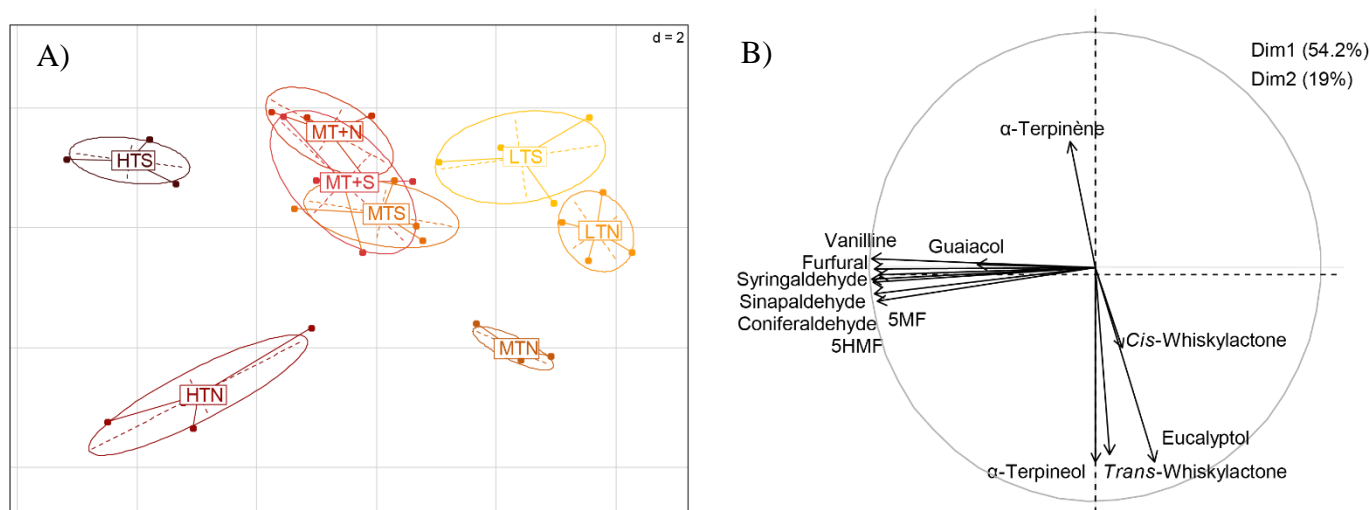 A)
d = 2
HTS
MT+N
MT+S
MTS
LTS
LTN
MTN
HTN
B)
Dim1 (54.2%)
Dim2 (19%)
α-Terpinène
Vanilline
Guaiacol
Furfural
Syringaldehyde
Sinapaldehyde
Coniferaldehyde
5MF
5HMF
Cis-Whiskylactone
Eucalyptol
α-Terpineol
Trans-Whiskylactone